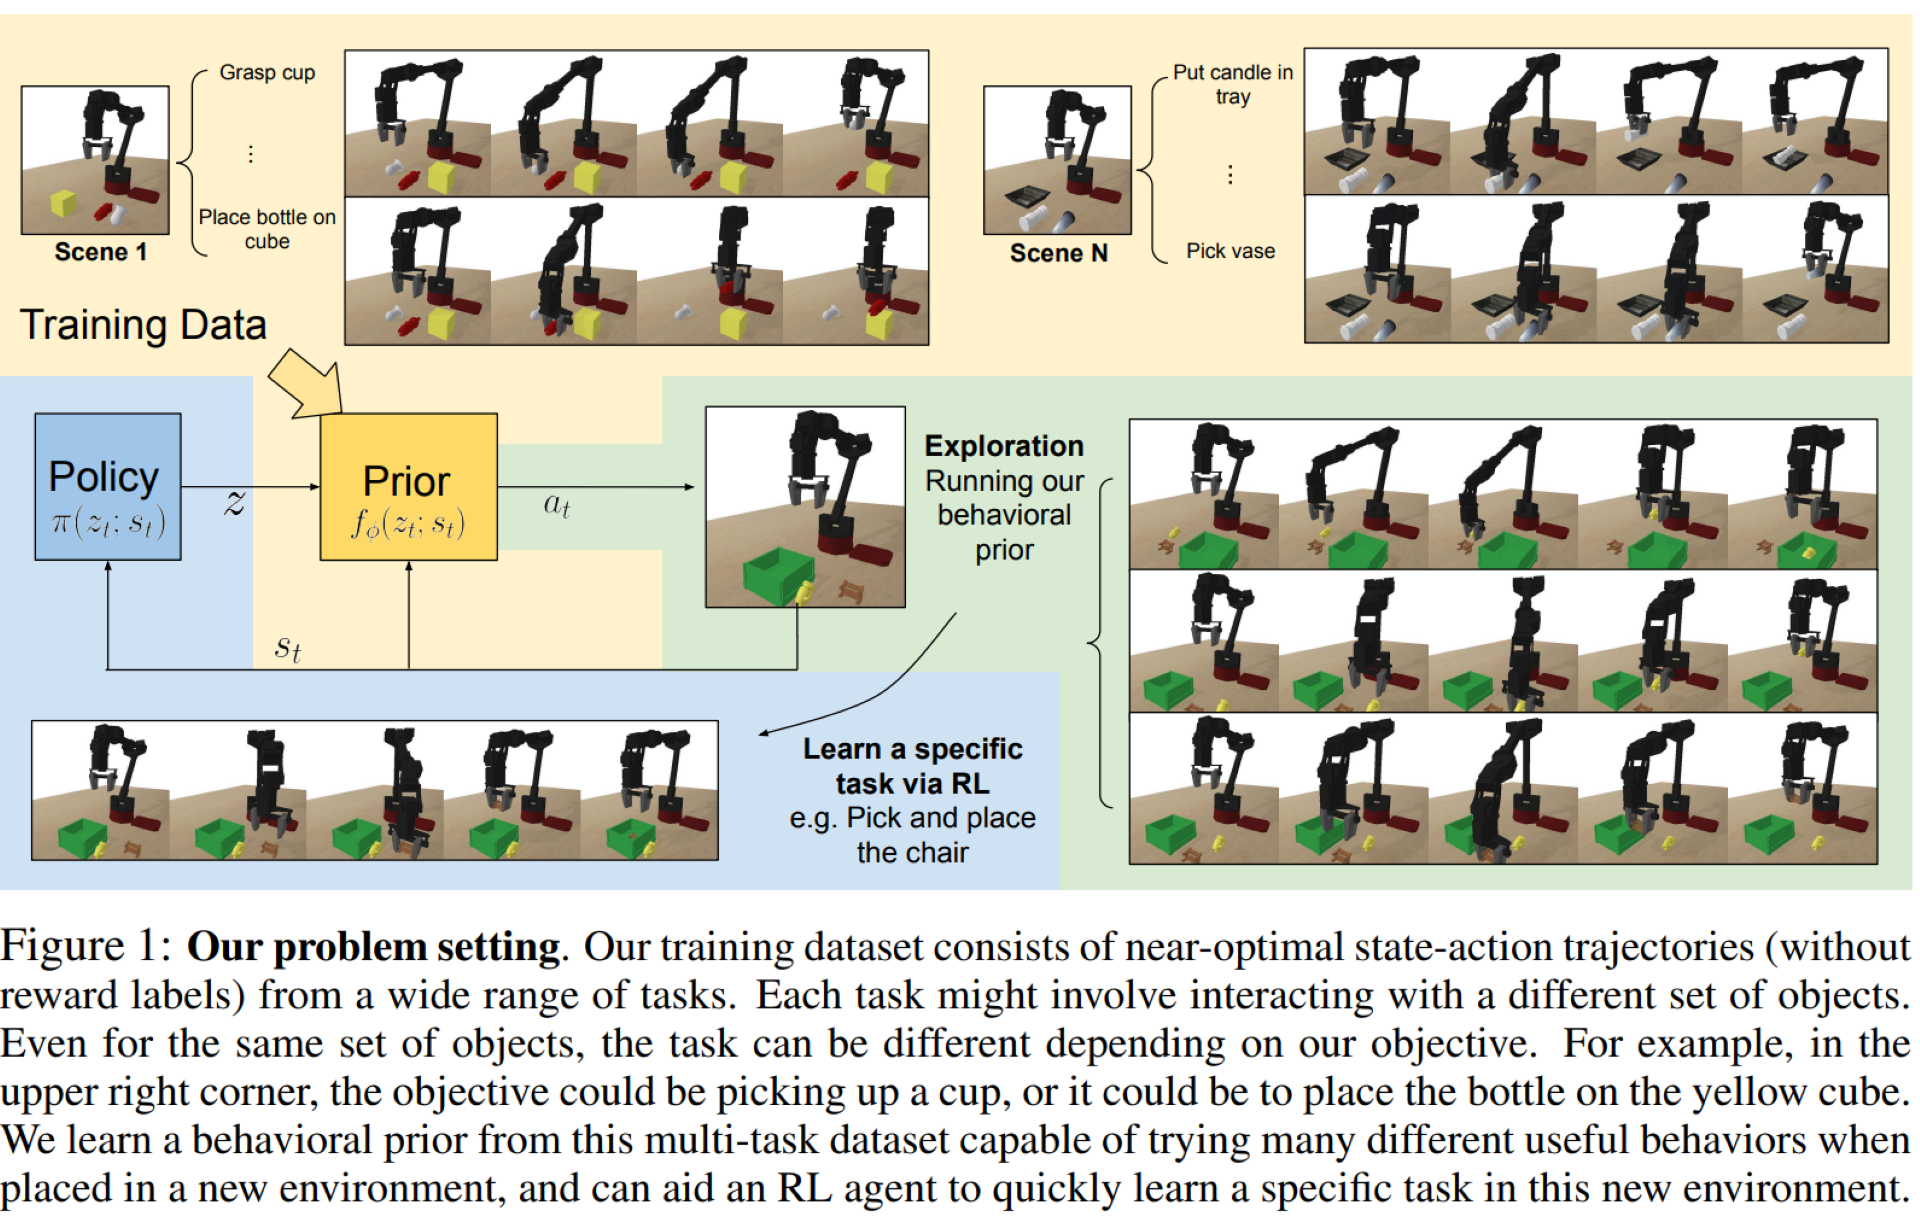 Grasp cup
⋮
Place bottle on
cube
Scene 1
Put candle in
tray
⋮
Pick vase
Scene N
Training Data
Policy
π(z_t; s_t)
z
Prior
f_ϕ(z_t; s_t)
a_t
s_t
Exploration
Running our
behavioral
prior
Learn a specific
task via RL
e.g. Pick and place
the chair
Figure 1: Our problem setting. Our training dataset consists of near-optimal state-action trajectories (without
reward labels) from a wide range of tasks. Each task might involve interacting with a different set of objects.
Even for the same set of objects, the task can be different depending on our objective. For example, in the
upper right corner, the objective could be picking up a cup, or it could be to place the bottle on the yellow cube.
We learn a behavioral prior from this multi-task dataset capable of trying many different useful behaviors when
placed in a new environment, and can aid an RL agent to quickly learn a specific task in this new environment.